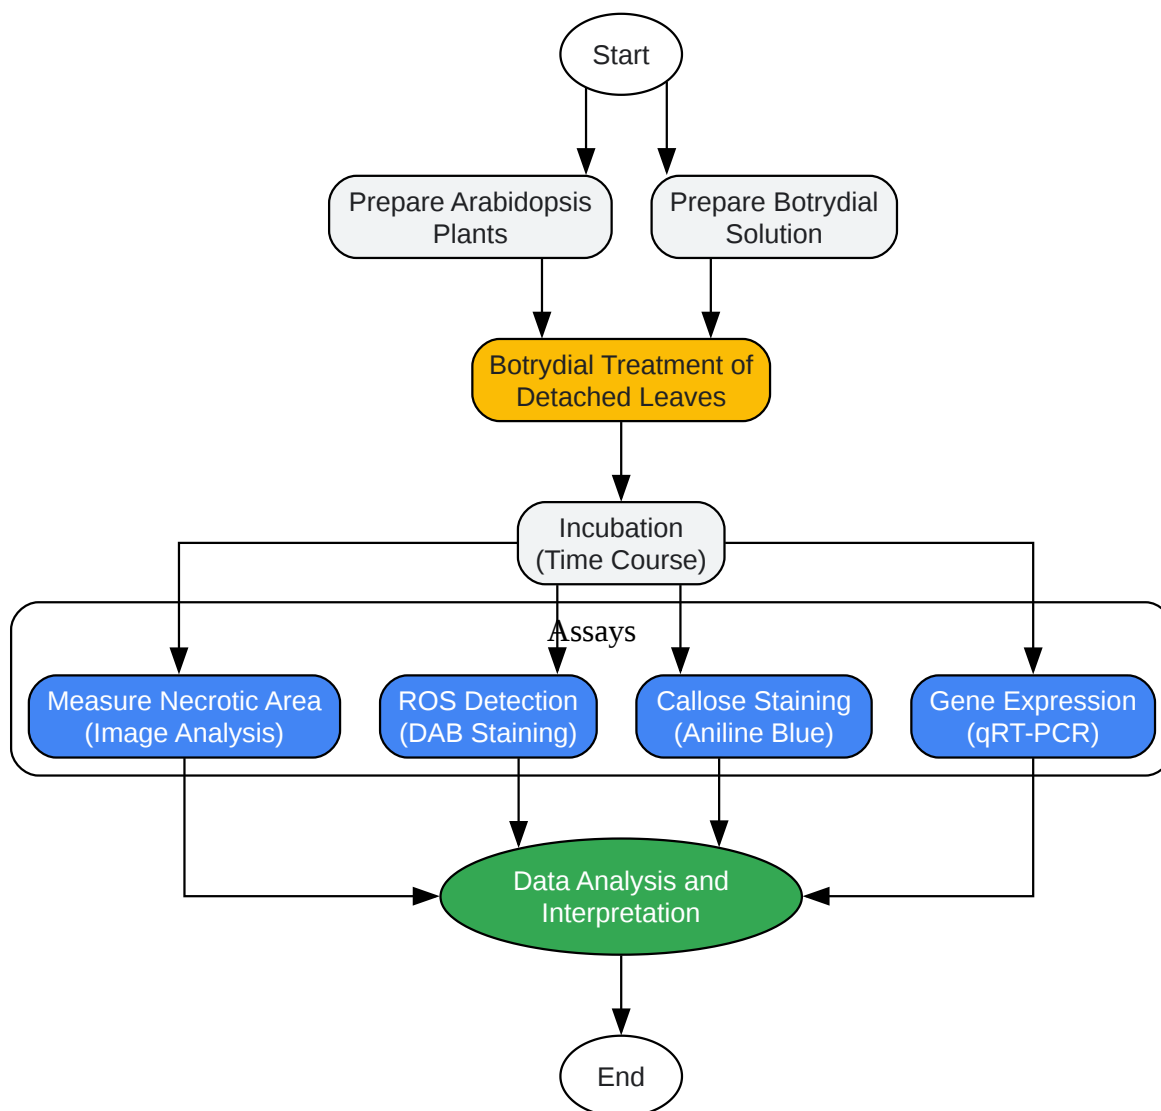 Start
Prepare Arabidopsis
Plants
Prepare Botrydial
Solution
Botrydial Treatment of
Detached Leaves
Incubation
(Time Course)
Assays
Measure Necrotic Area
(Image Analysis)
ROS Detection
(DAB Staining)
Callose Staining
(Aniline Blue)
Gene Expression
(qRT-PCR)
Data Analysis and
Interpretation
End